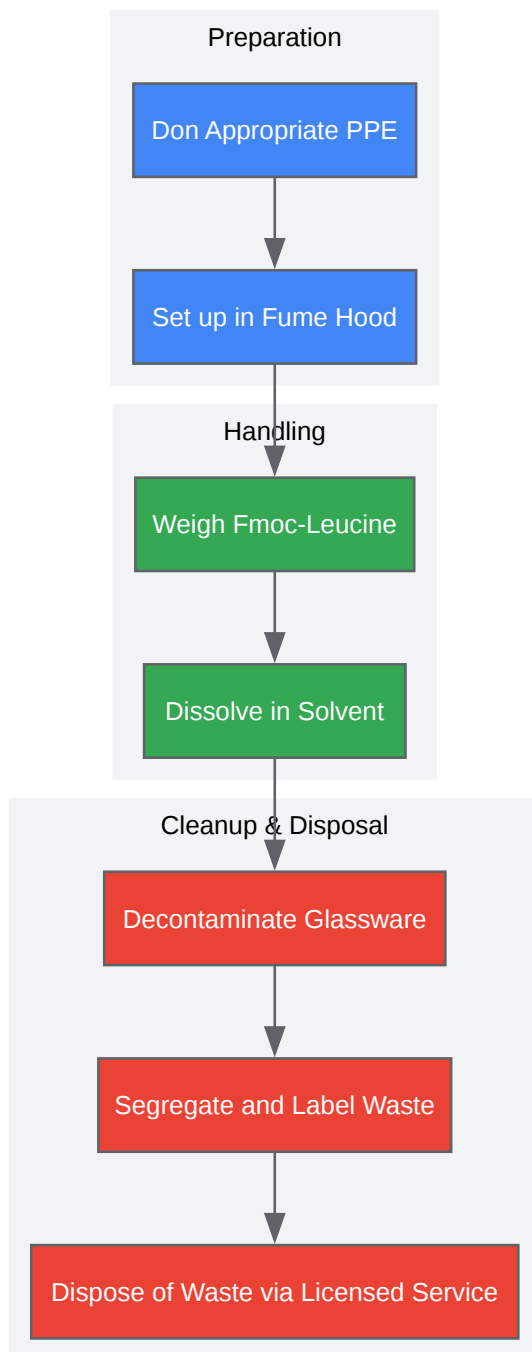 Preparation
Don Appropriate PPE
Set up in Fume Hood
Handling
Weigh Fmoc-Leucine
Dissolve in Solvent
Cleanup & Disposal
Decontaminate Glassware
Segregate and Label Waste
Dispose of Waste via Licensed Service